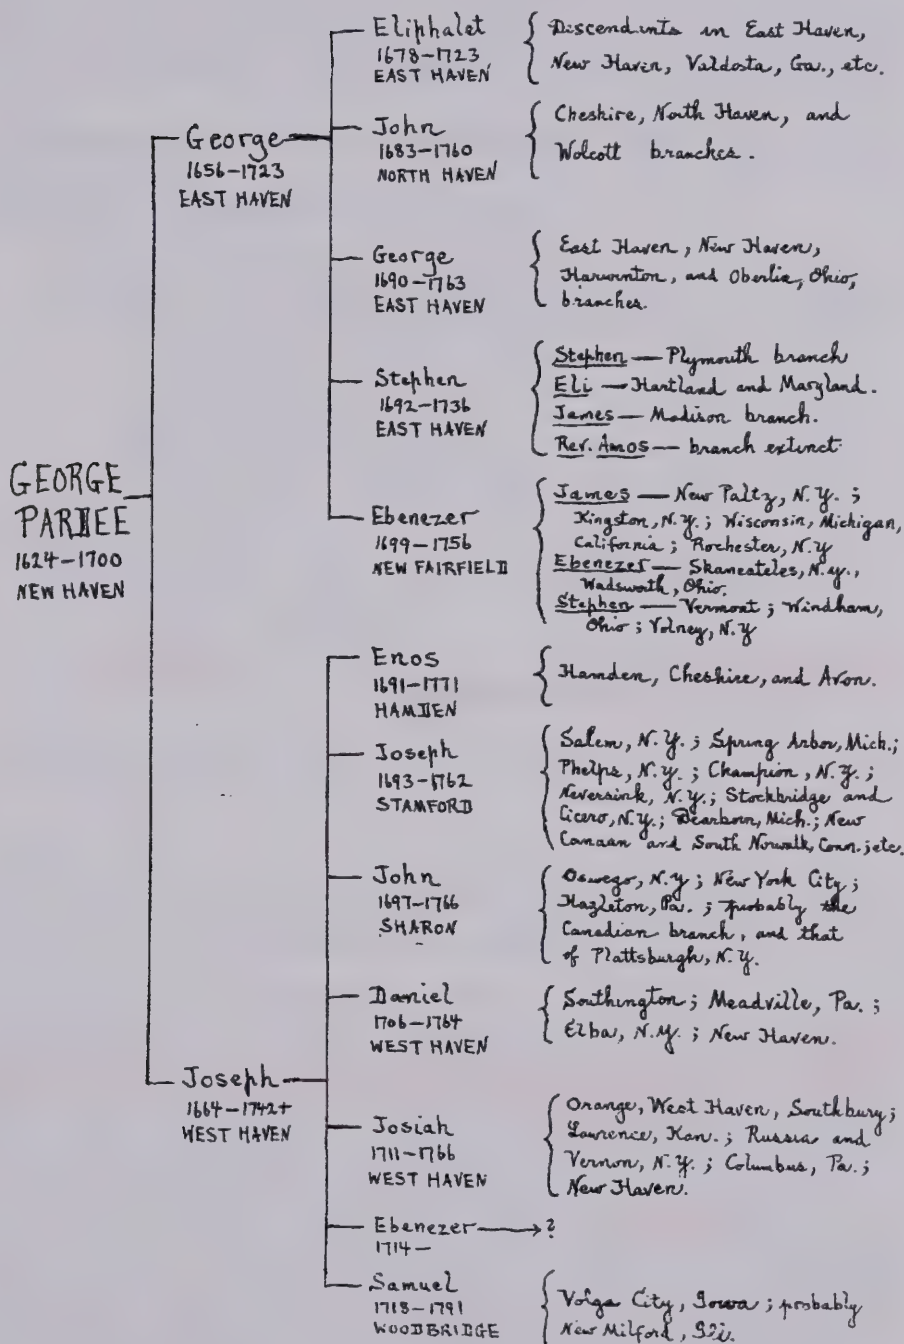 GEORGE
PARDEE
1624–1700
NEW HAVEN
George
1656–1723
EAST HAVEN
Eliphalet
1678–1723
EAST HAVEN
Discendints in East Haven,
New Haven, Valdosta, Ga., etc.
John
1683–1760
NORTH HAVEN
Cheshire, North Haven, and
Wolcott branches.
George
1690–1763
EAST HAVEN
East Haven, New Haven,
Harwinton, and Oberlin, Ohio,
branches.
Stephen
1692–1736
EAST HAVEN
Stephen — Plymouth branch
Eli — Hartland and Maryland.
James — Madison branch.
Rev. Amos — branch extinct
Ebenezer
1699–1756
NEW FAIRFIELD
James — New Paltz, N.Y. ;
Kingston, N.Y. ; Wisconsin, Michigan,
California ; Rochester, N.Y
Ebenezer — Skaneateles, N.Y.,
Wadsworth, Ohio.
Stephen — Vermont ; Windham,
Ohio ; Volney, N.Y
Joseph
1664–1742+
WEST HAVEN
Enos
1691–1771
HAMDEN
Hamden, Cheshire, and Avon.
Joseph
1693–1762
STAMFORD
Salem, N.Y. ; Spring Arbor, Mich.;
Phelps, N.Y. ; Champion, N.Y. ;
Neversink, N.Y. ; Stockbridge and
Cicero, N.Y. ; Dearborn, Mich.; New
Canaan and South Norwalk, Conn.; etc.
John
1697–1766
SHARON
Oswego, N.Y ; New York City ;
Hazleton, Pa. ; probably the
Canadian branch, and that
of Plattsburgh, N.Y.
Daniel
1706–1764
WEST HAVEN
Southington ; Meadville, Pa. ;
Elba, N.Y. ; New Haven.
Josiah
1711–1766
WEST HAVEN
Orange, West Haven, Southbury;
Lawrence, Kan. ; Russia and
Vernon, N.Y. ; Columbus, Pa. ;
New Haven.
Ebenezer → ?
1714–
Samuel
1718–1791
WOODBRIDGE
Volga City, Iowa ; probably
New Milford, Ili.